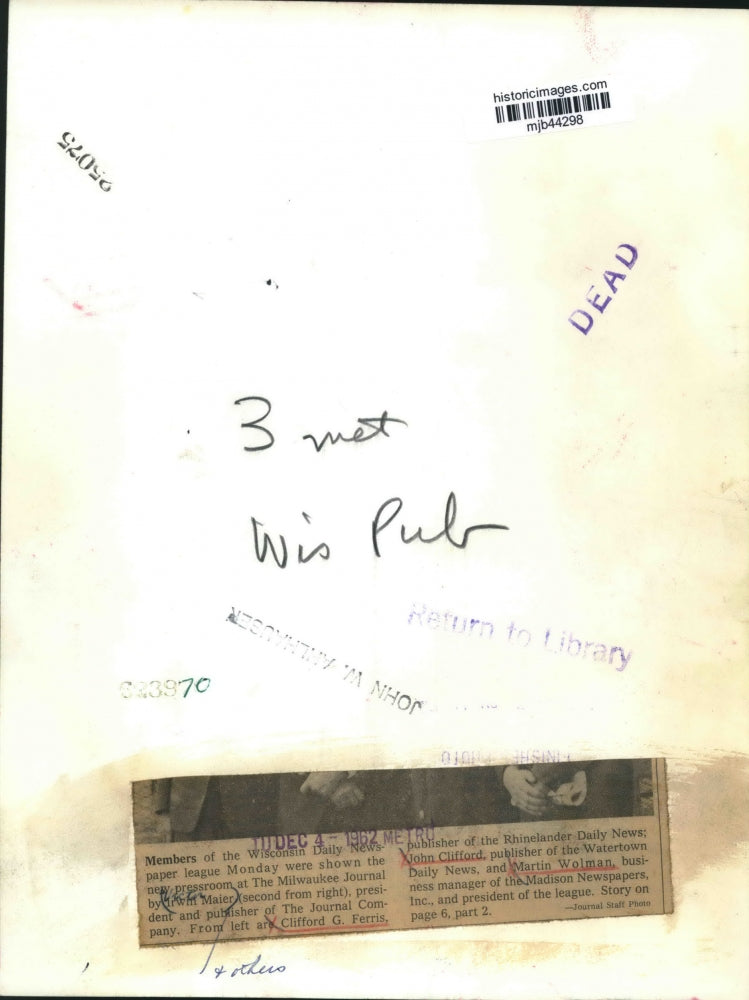 historicimages.com
mjb44298
25075
DEAD
3 met
Wis Pub
Return to Library
JOHN W. AHLHAUSER
623970
TU DEC 4 - 1962 METRO
Members of the Wisconsin Daily News-
paper league Monday were shown the
new pressroom at The Milwaukee Journal
by Irwin Maier (second from right), presi-
dent and publisher of The Journal Com-
pany. From left are Clifford G. Ferris,
publisher of the Rhinelander Daily News;
John Clifford, publisher of the Watertown
Daily News, and Martin Wolman, busi-
ness manager of the Madison Newspapers,
Inc., and president of the league. Story on
page 6, part 2.
—Journal Staff Photo
+ others